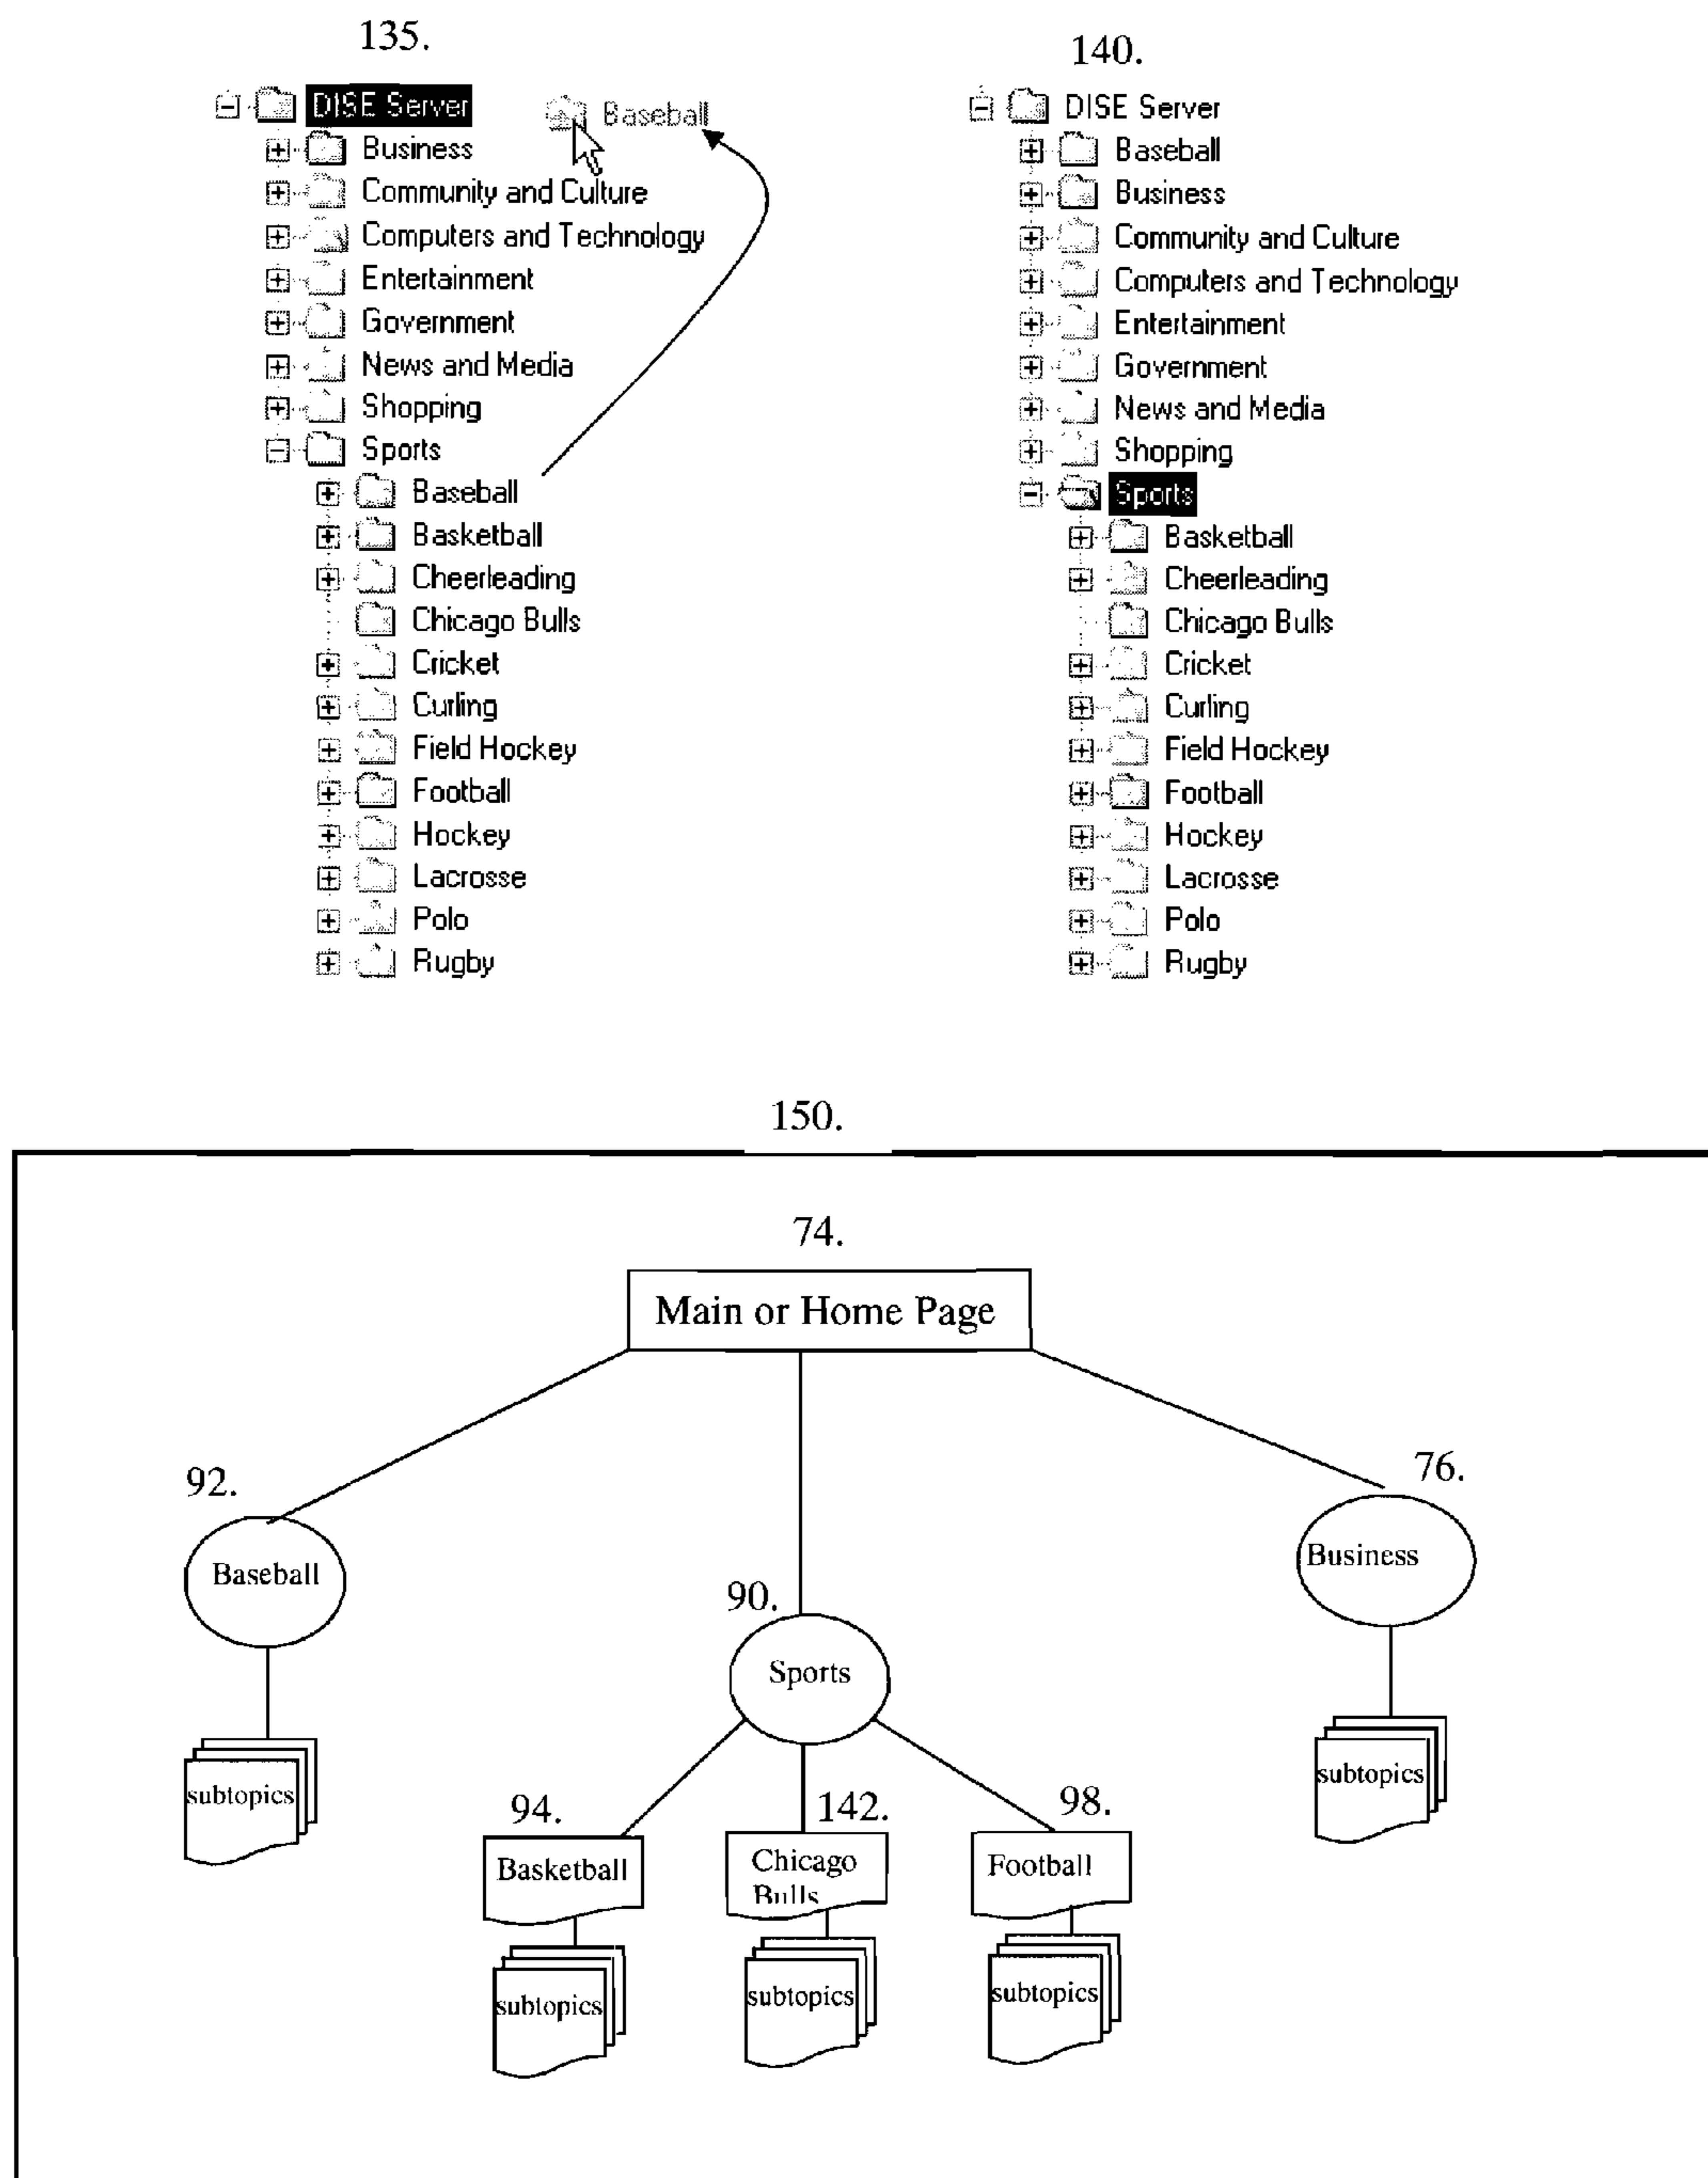 135.
DISE Server
Baseball
Business
Community and Culture
Computers and Technology
Entertainment
Government
News and Media
Shopping
Sports
Baseball
Basketball
Cheerleading
Chicago Bulls
Cricket
Curling
Field Hockey
Football
Hockey
Lacrosse
Polo
Rugby
140.
DISE Server
Baseball
Business
Community and Culture
Computers and Technology
Entertainment
Government
News and Media
Shopping
Sports
Basketball
Cheerleading
Chicago Bulls
Cricket
Curling
Field Hockey
Football
Hockey
Lacrosse
Polo
Rugby
150.
74.
Main or Home Page
92.
Baseball
subtopics
90.
Sports
76.
Business
subtopics
94.
Basketball
subtopics
142.
Chicago
Bulls
subtopics
98.
Football
subtopics